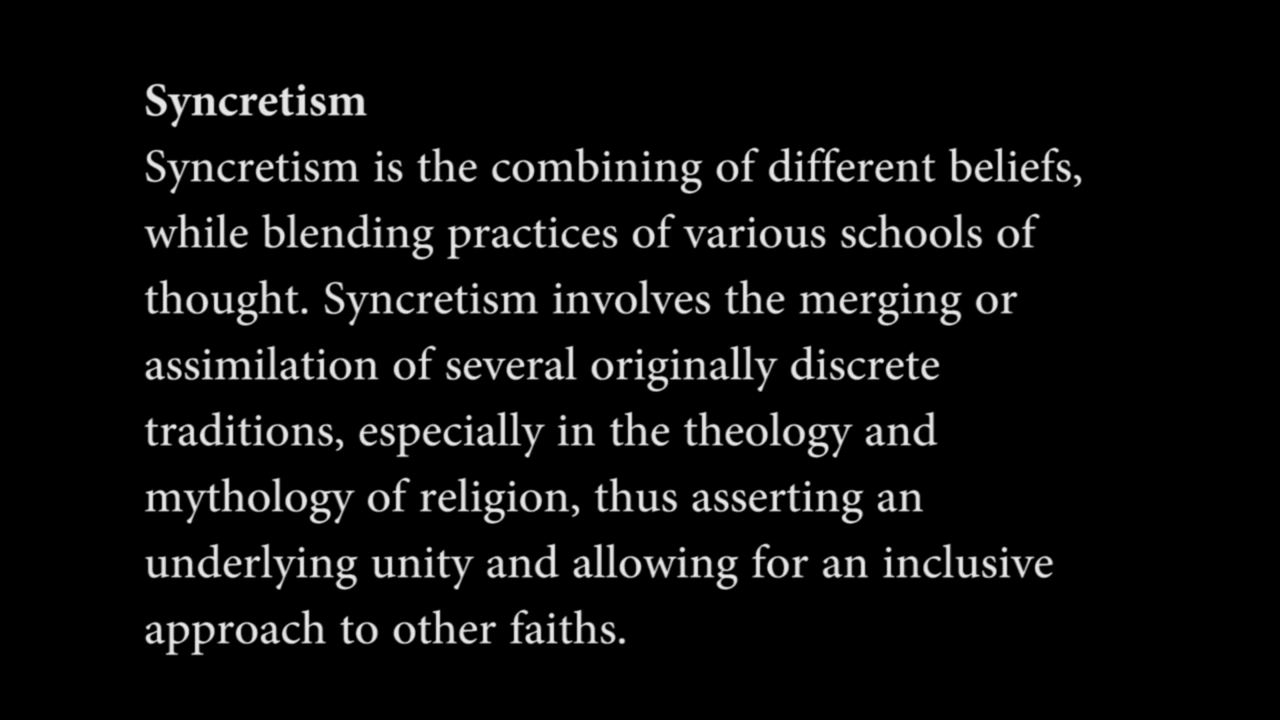 Syncretism
Syncretism is the combining of different beliefs,
while blending practices of various schools of
thought. Syncretism involves the merging or
assimilation of several originally discrete
traditions, especially in the theology and
mythology of religion, thus asserting an
underlying unity and allowing for an inclusive
approach to other faiths.